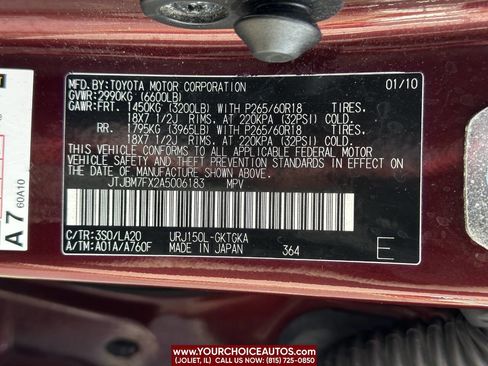 MFD. BY: TOYOTA MOTOR CORPORATION 01/10
GVWR: 2990KG (6600LB)
GAWR: FRT. 1450KG (3200LB) WITH P265/60R18 TIRES,
18X7 1/2J RIMS, AT 220KPA (32PSI) COLD.
RR. 1795KG (3965LB) WITH P265/60R18 TIRES,
18X7 1/2J RIMS, AT 220KPA (32PSI) COLD.
THIS VEHICLE CONFORMS TO ALL APPLICABLE FEDERAL MOTOR
VEHICLE SAFETY AND THEFT PREVENTION STANDARDS IN EFFECT ON
THE DATE OF MANUFACTURE SHOWN ABOVE.
JTJBM7FX2A5006183 MPV
C/TR: 3S0/LA20 URJ150L-GKTGKA
A/TM: A01A/A760F MADE IN JAPAN 364 E
A7
60A10
WWW.YOURCHOICEAUTOS.COM
(JOLIET, IL) CALL US NOW: (815) 725-0850